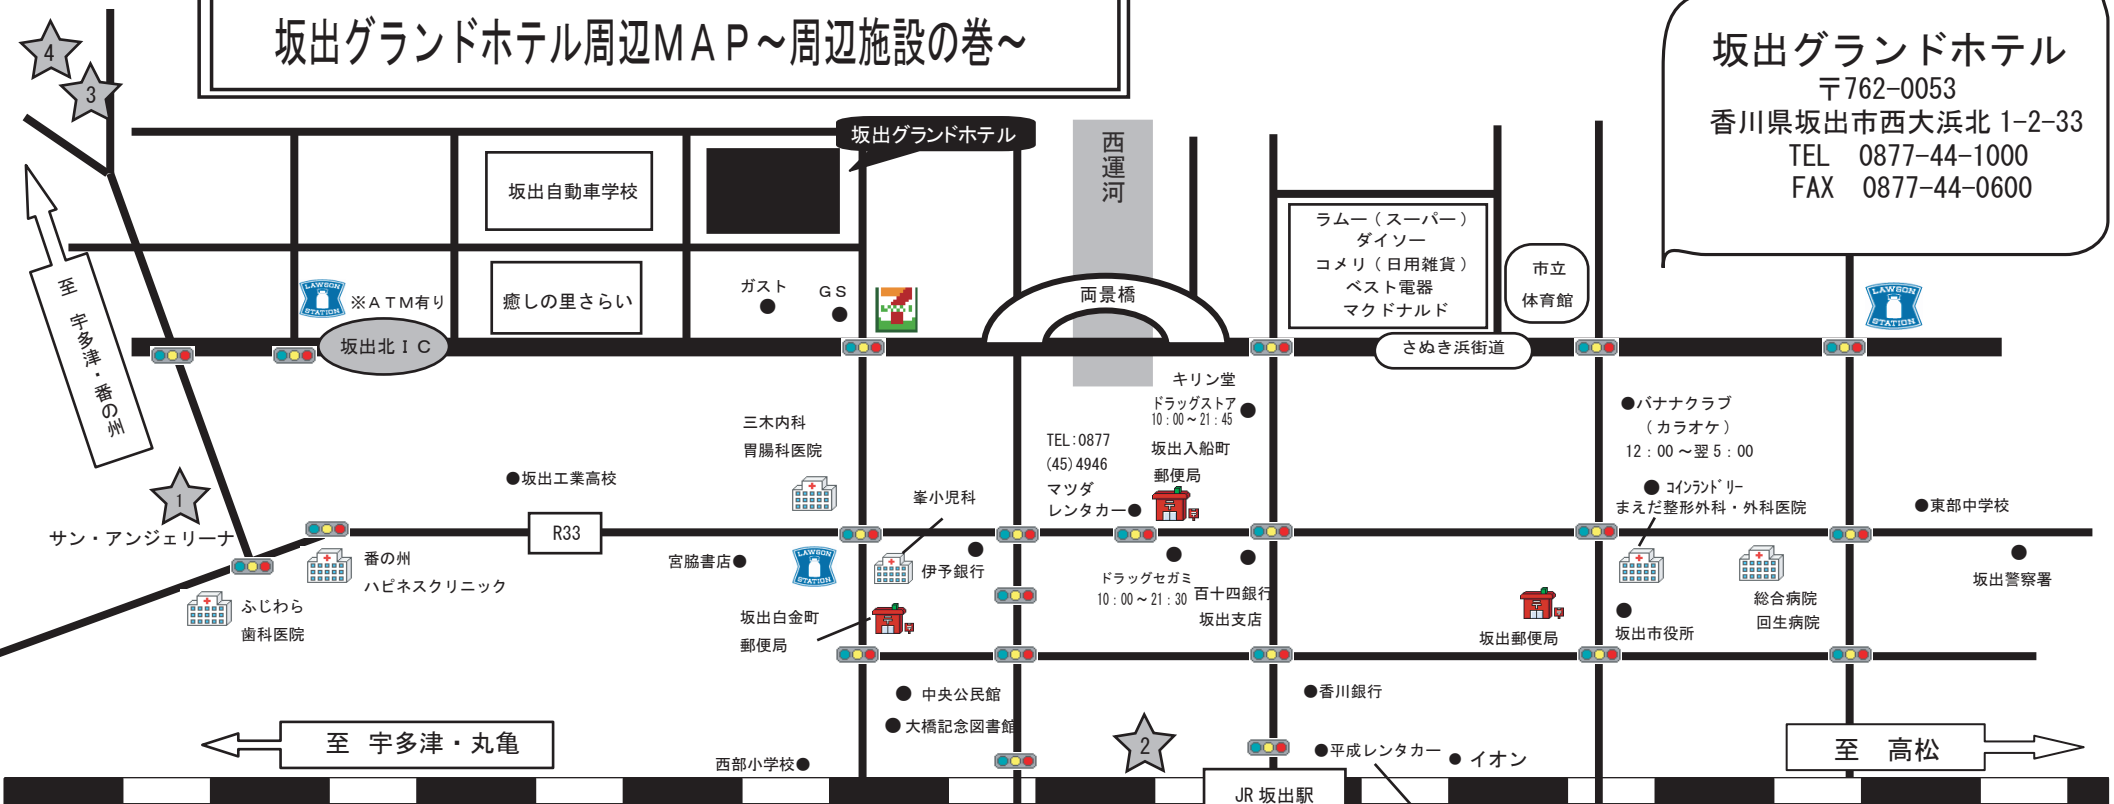 坂出グランドホテル周辺ＭＡＰ～周辺施設の巻～
坂出グランドホテル
〒762-0053
香川県坂出市西大浜北 1-2-33
TEL 0877-44-1000
FAX 0877-44-0600
4
3
坂出グランドホテル
西運河
坂出自動車学校
ラムー（スーパー）
ダイソー
コメリ（日用雑貨）
ベスト電器
マクドナルド
市立
体育館
至 宇多津・番の州
LAWSON
STATION
※ＡＴＭ有り
癒しの里さらい
ガスト
ＧＳ
7
両景橋
LAWSON
STATION
坂出北ＩＣ
さぬき浜街道
キリン堂
ドラッグストア
10：00～21：45
三木内科
胃腸科医院
TEL:0877
(45)4946
マツダ
レンタカー●
坂出入船町
郵便局
●バナナクラブ
（カラオケ）
12：00～翌5：00
●坂出工業高校
1
サン・アンジェリーナ
峯小児科
● ｺｲﾝﾗﾝﾄﾞﾘｰ
まえだ整形外科・外科医院
●東部中学校
R33
番の州
ハピネスクリニック
宮脇書店●
LAWSON
STATION
伊予銀行
ドラッグセガミ
10：00～21：30
百十四銀行
坂出支店
坂出警察署
ふじわら
歯科医院
坂出白金町
郵便局
坂出郵便局
坂出市役所
総合病院
回生病院
● 中央公民館
● 大橋記念図書館
●香川銀行
至 宇多津・丸亀
2
西部小学校●
●平成レンタカー
● イオン
至 高松
JR 坂出駅